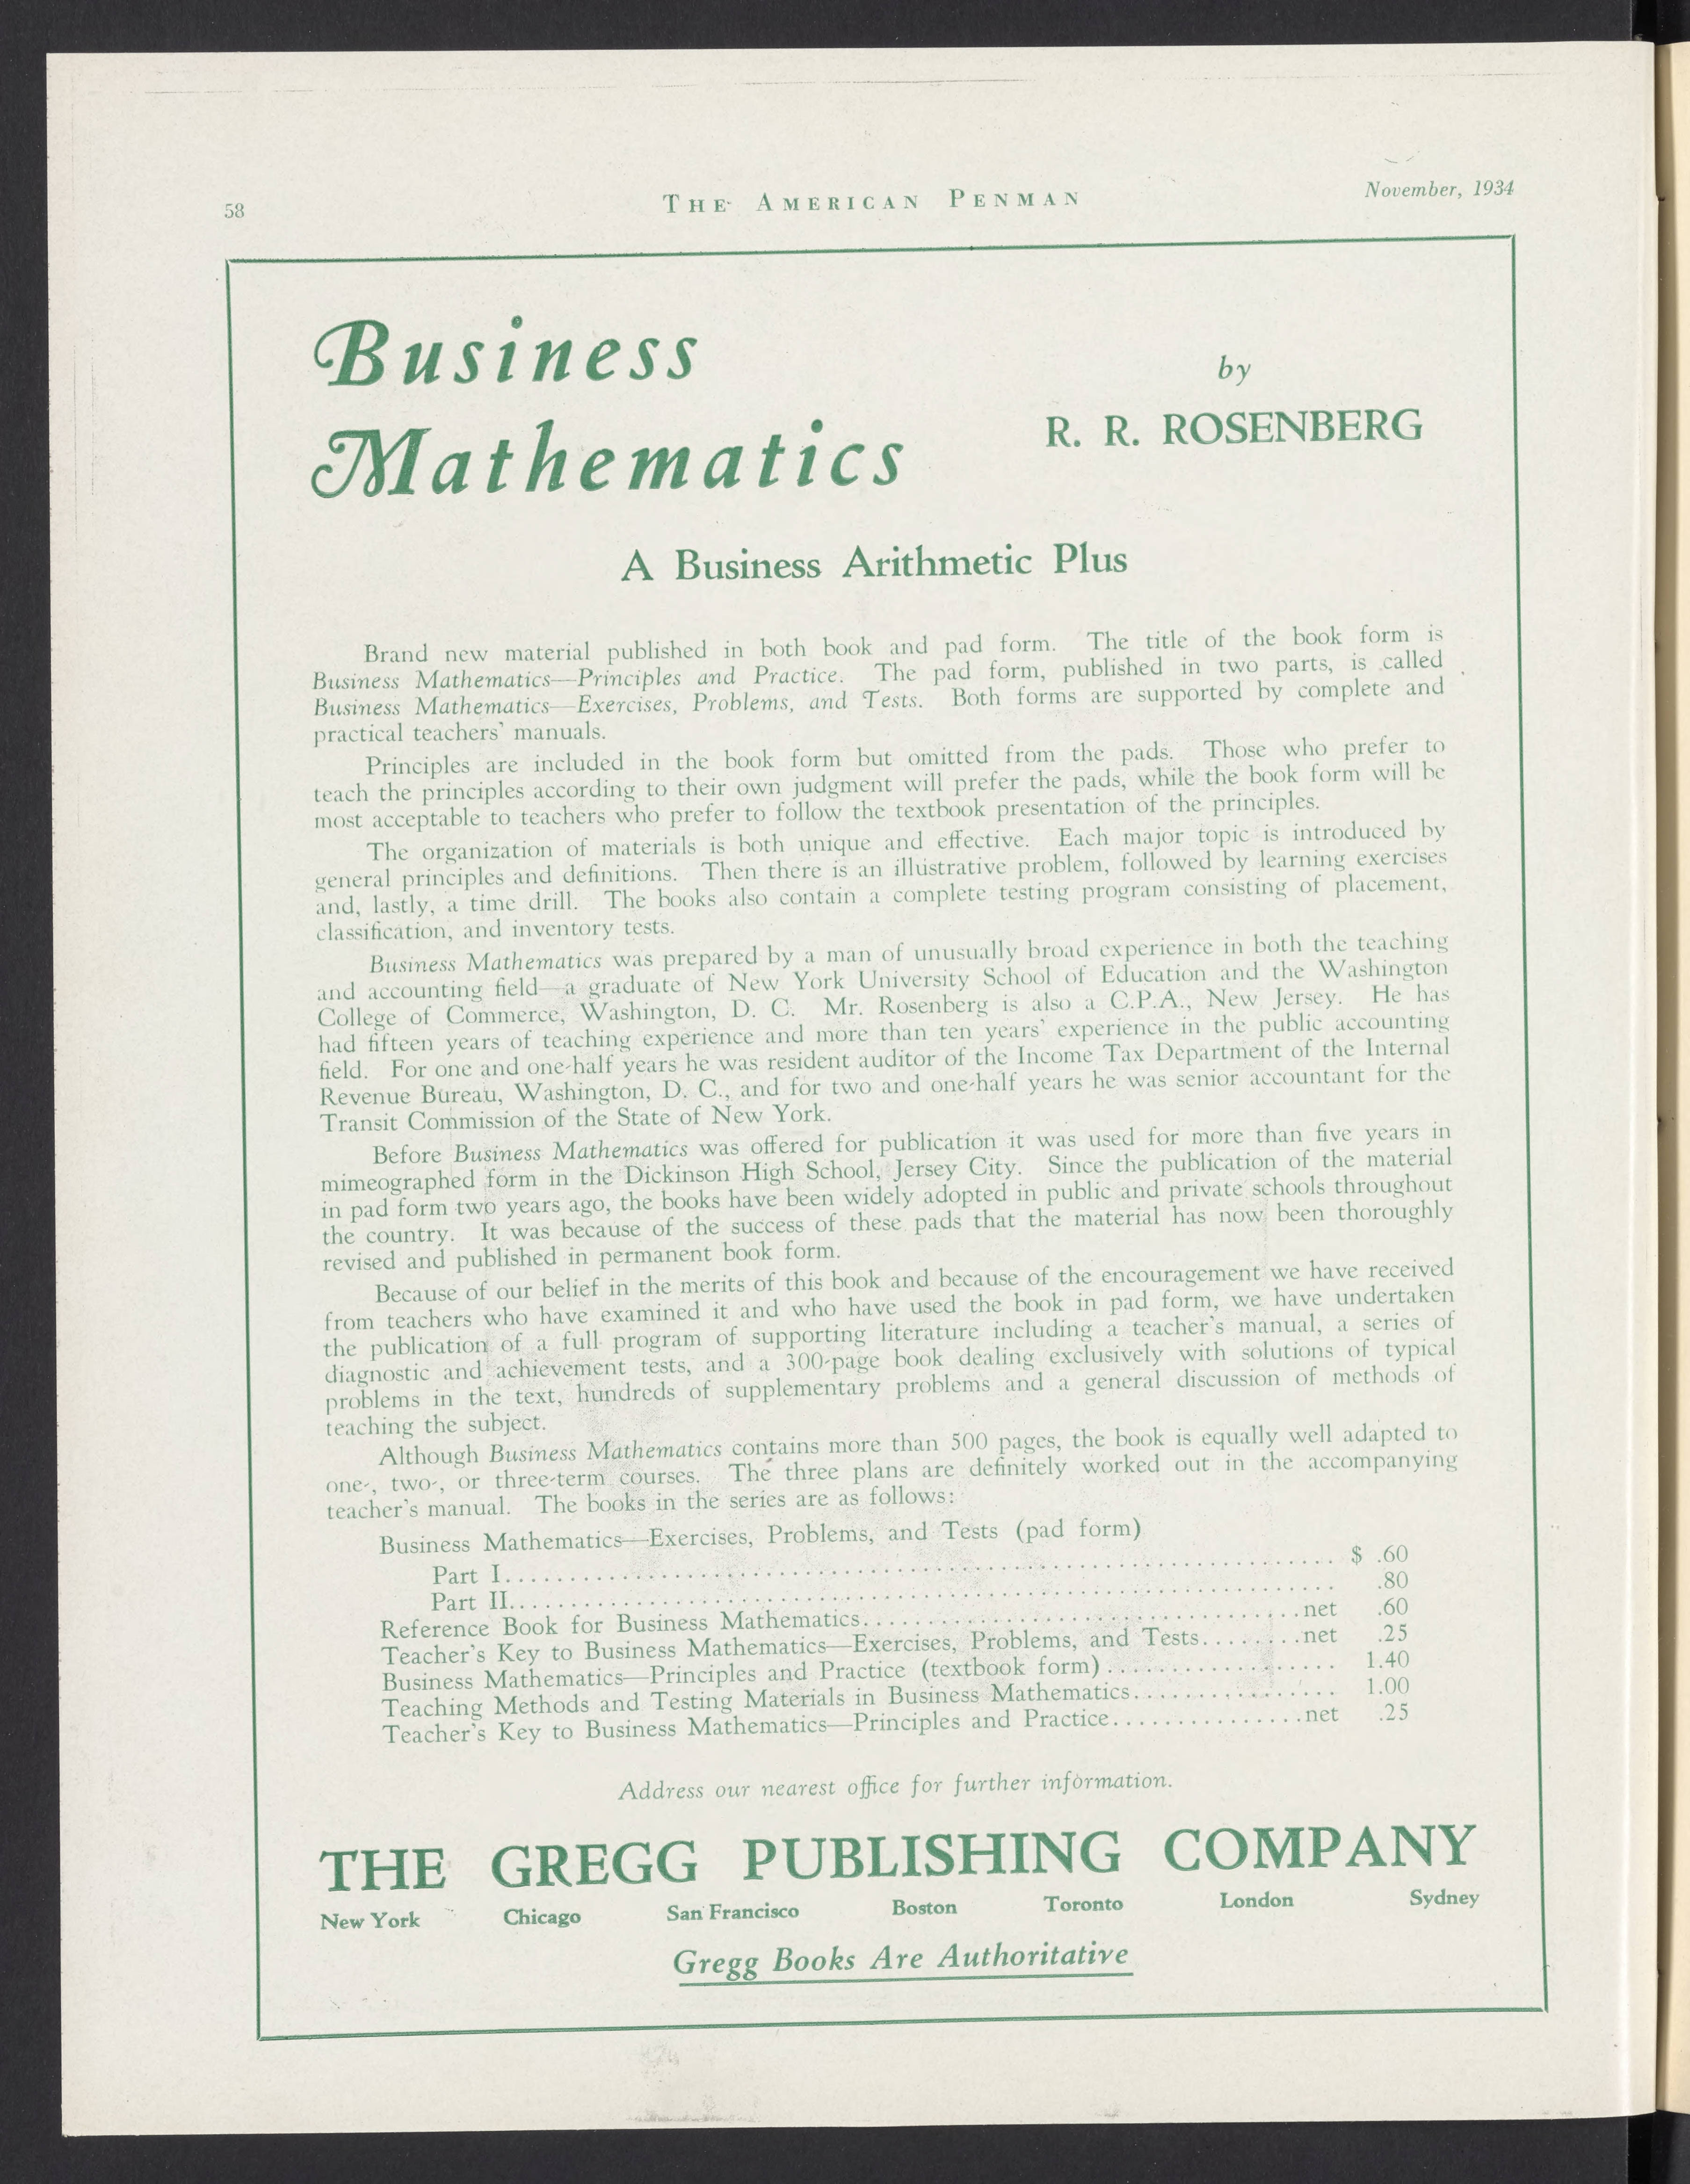 58
THE AMERICAN PENMAN
November, 1934
Business
Mathematics
by
R. R. ROSENBERG
A Business Arithmetic Plus
Brand new material published in both book and pad form. The title of the book form is
Business Mathematics—Principles and Practice. The pad form, published in two parts, is called
Business Mathematics—Exercises, Problems, and Tests. Both forms are supported by complete and
practical teachers' manuals.
Principles are included in the book form but omitted from the pads. Those who prefer to
teach the principles according to their own judgment will prefer the pads, while the book form will be
most acceptable to teachers who prefer to follow the textbook presentation of the principles.
The organization of materials is both unique and effective. Each major topic is introduced by
general principles and definitions. Then there is an illustrative problem, followed by learning exercises
and, lastly, a time drill. The books also contain a complete testing program consisting of placement,
classification, and inventory tests.
Business Mathematics was prepared by a man of unusually broad experience in both the teaching
and accounting field—a graduate of New York University School of Education and the Washington
College of Commerce, Washington, D. C. Mr. Rosenberg is also a C.P.A., New Jersey. He has
had fifteen years of teaching experience and more than ten years' experience in the public accounting
field. For one and one-half years he was resident auditor of the Income Tax Department of the Internal
Revenue Bureau, Washington, D. C., and for two and one-half years he was senior accountant for the
Transit Commission of the State of New York.
Before Business Mathematics was offered for publication it was used for more than five years in
mimeographed form in the Dickinson High School, Jersey City. Since the publication of the material
in pad form two years ago, the books have been widely adopted in public and private schools throughout
the country. It was because of the success of these pads that the material has now been thoroughly
revised and published in permanent book form.
Because of our belief in the merits of this book and because of the encouragement we have received
from teachers who have examined it and who have used the book in pad form, we have undertaken
the publication of a full program of supporting literature including a teacher's manual, a series of
diagnostic and achievement tests, and a 300-page book dealing exclusively with solutions of typical
problems in the text, hundreds of supplementary problems and a general discussion of methods of
teaching the subject.
Although Business Mathematics contains more than 500 pages, the book is equally well adapted to
one-, two-, or three-term courses. The three plans are definitely worked out in the accompanying
teacher's manual. The books in the series are as follows:
Business Mathematics—Exercises, Problems, and Tests (pad form)
Part I........................................ $ .60
Part II........................................ .80
Reference Book for Business Mathematics.............................net .60
Teacher's Key to Business Mathematics—Exercises, Problems, and Tests........net .25
Business Mathematics—Principles and Practice (textbook form).................. 1.40
Teaching Methods and Testing Materials in Business Mathematics................ 1.00
Teacher's Key to Business Mathematics—Principles and Practice...............net .25
Address our nearest office for further information.
THE GREGG PUBLISHING COMPANY
New York Chicago San Francisco Boston Toronto London Sydney
Gregg Books Are Authoritative